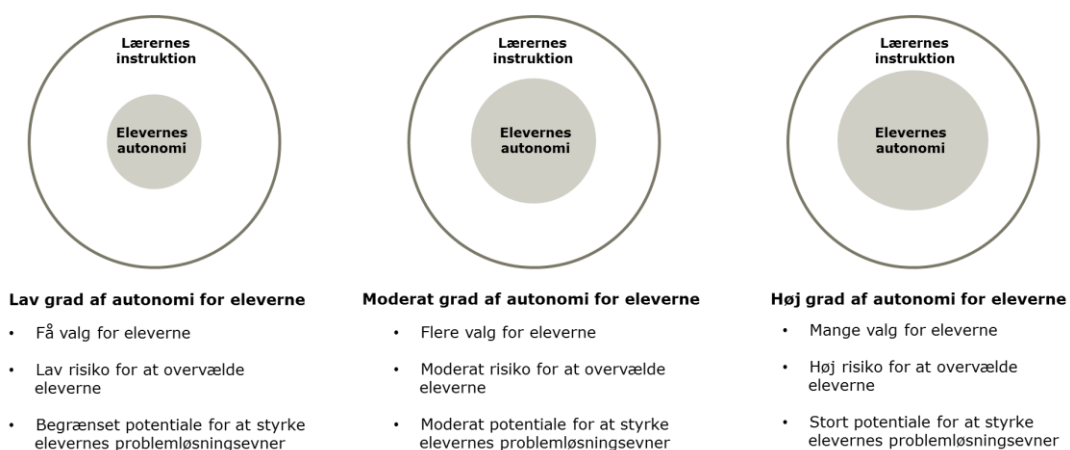 Lærernes
instruktion
Elevernes
autonomi
Lav grad af autonomi for eleverne
• Få valg for eleverne
• Lav risiko for at overvælde
eleverne
• Begrænset potentiale for at styrke
elevernes problemløsningsevner
Lærernes
instruktion
Elevernes
autonomi
Moderat grad af autonomi for eleverne
• Flere valg for eleverne
• Moderat risiko for at overvælde
eleverne
• Moderat potentiale for at styrke
elevernes problemløsningsevner
Lærernes
instruktion
Elevernes
autonomi
Høj grad af autonomi for eleverne
• Mange valg for eleverne
• Høj risiko for at overvælde
eleverne
• Stort potentiale for at styrke
elevernes problemløsningsevner